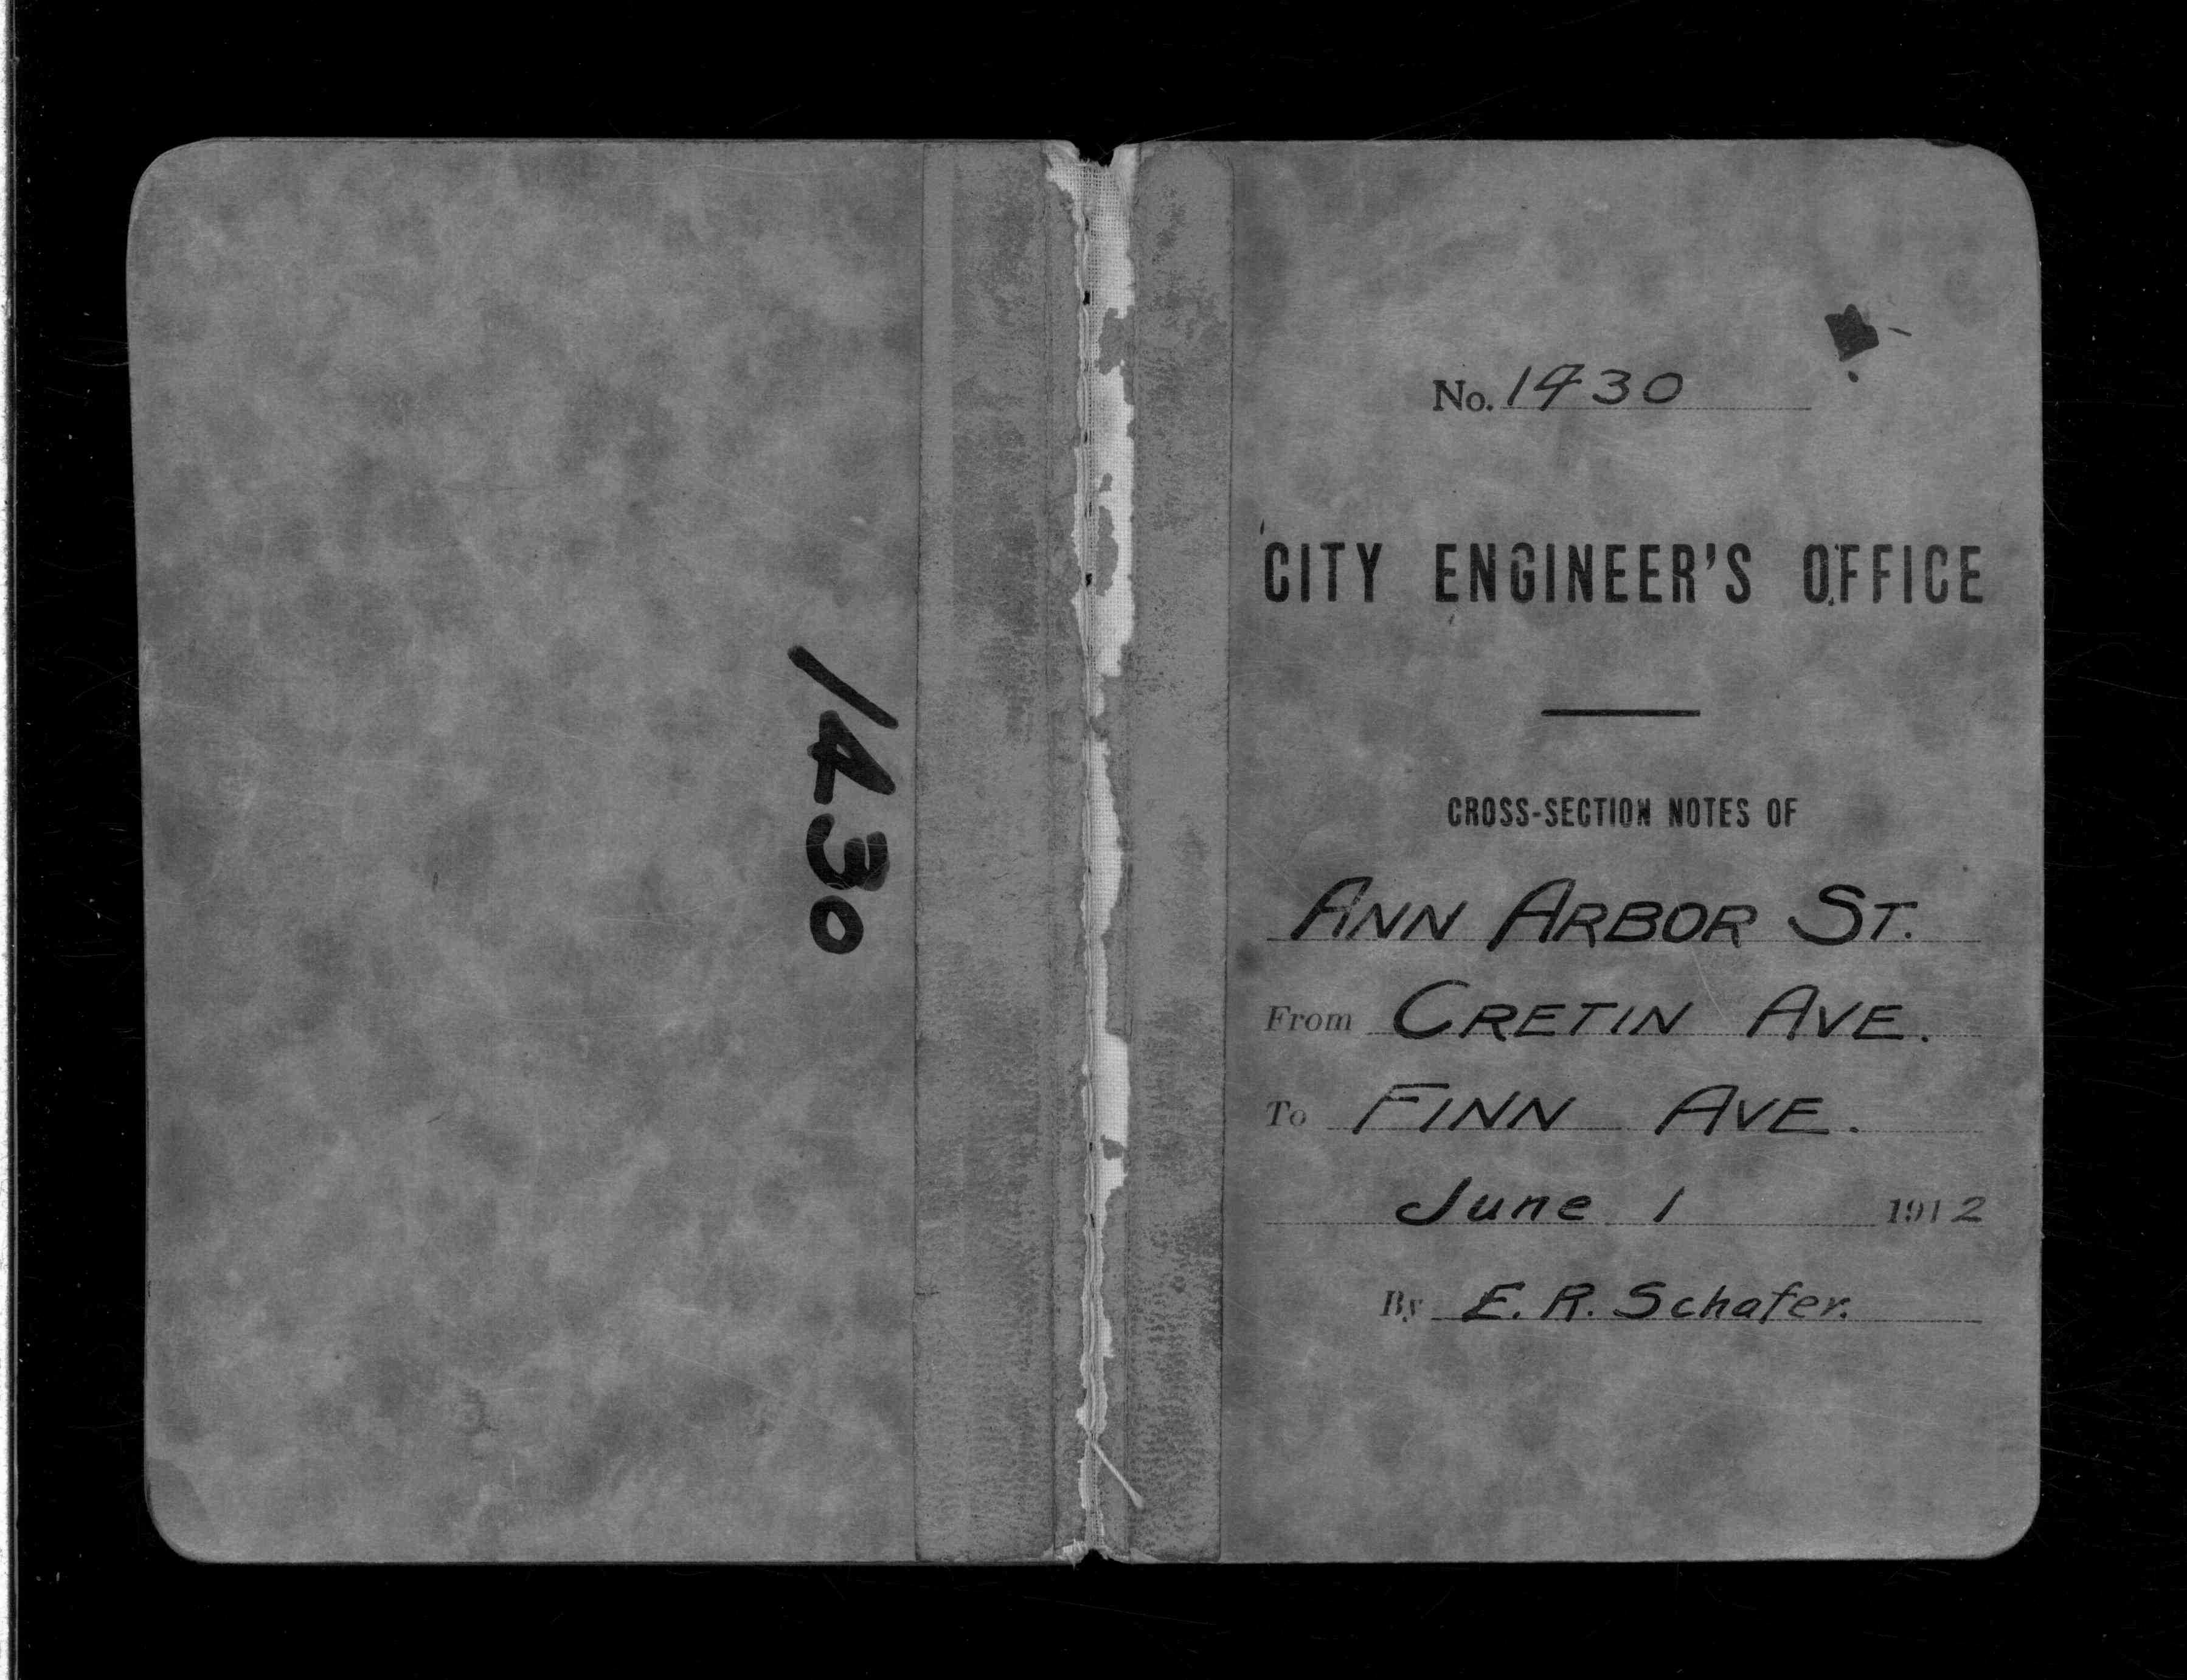 1430
No. 1430
CITY ENGINEER'S OFFICE
CROSS-SECTION NOTES OF
ANN ARBOR ST.
From CRETIN AVE.
To FINN AVE.
June 1 1912
By E. R. Schafer.